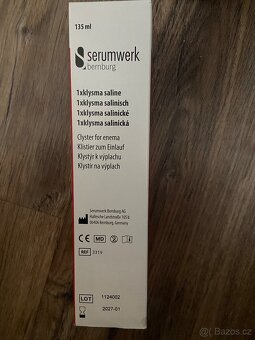 135 ml
serumwerk
bernburg
1xklysma saline
1xklysma salinisch
1xklysma salinické
1xklysma salinická
Clyster for enema
Klistier zum Einlauf
Klystýr k výplachu
Klystír na výplach
Serumwerk Bernburg AG
Hallesche Landstraße 105 b
06406 Bernburg, Germany
CE MD
REF 3319
LOT 1124002
2027-01
bazos.cz